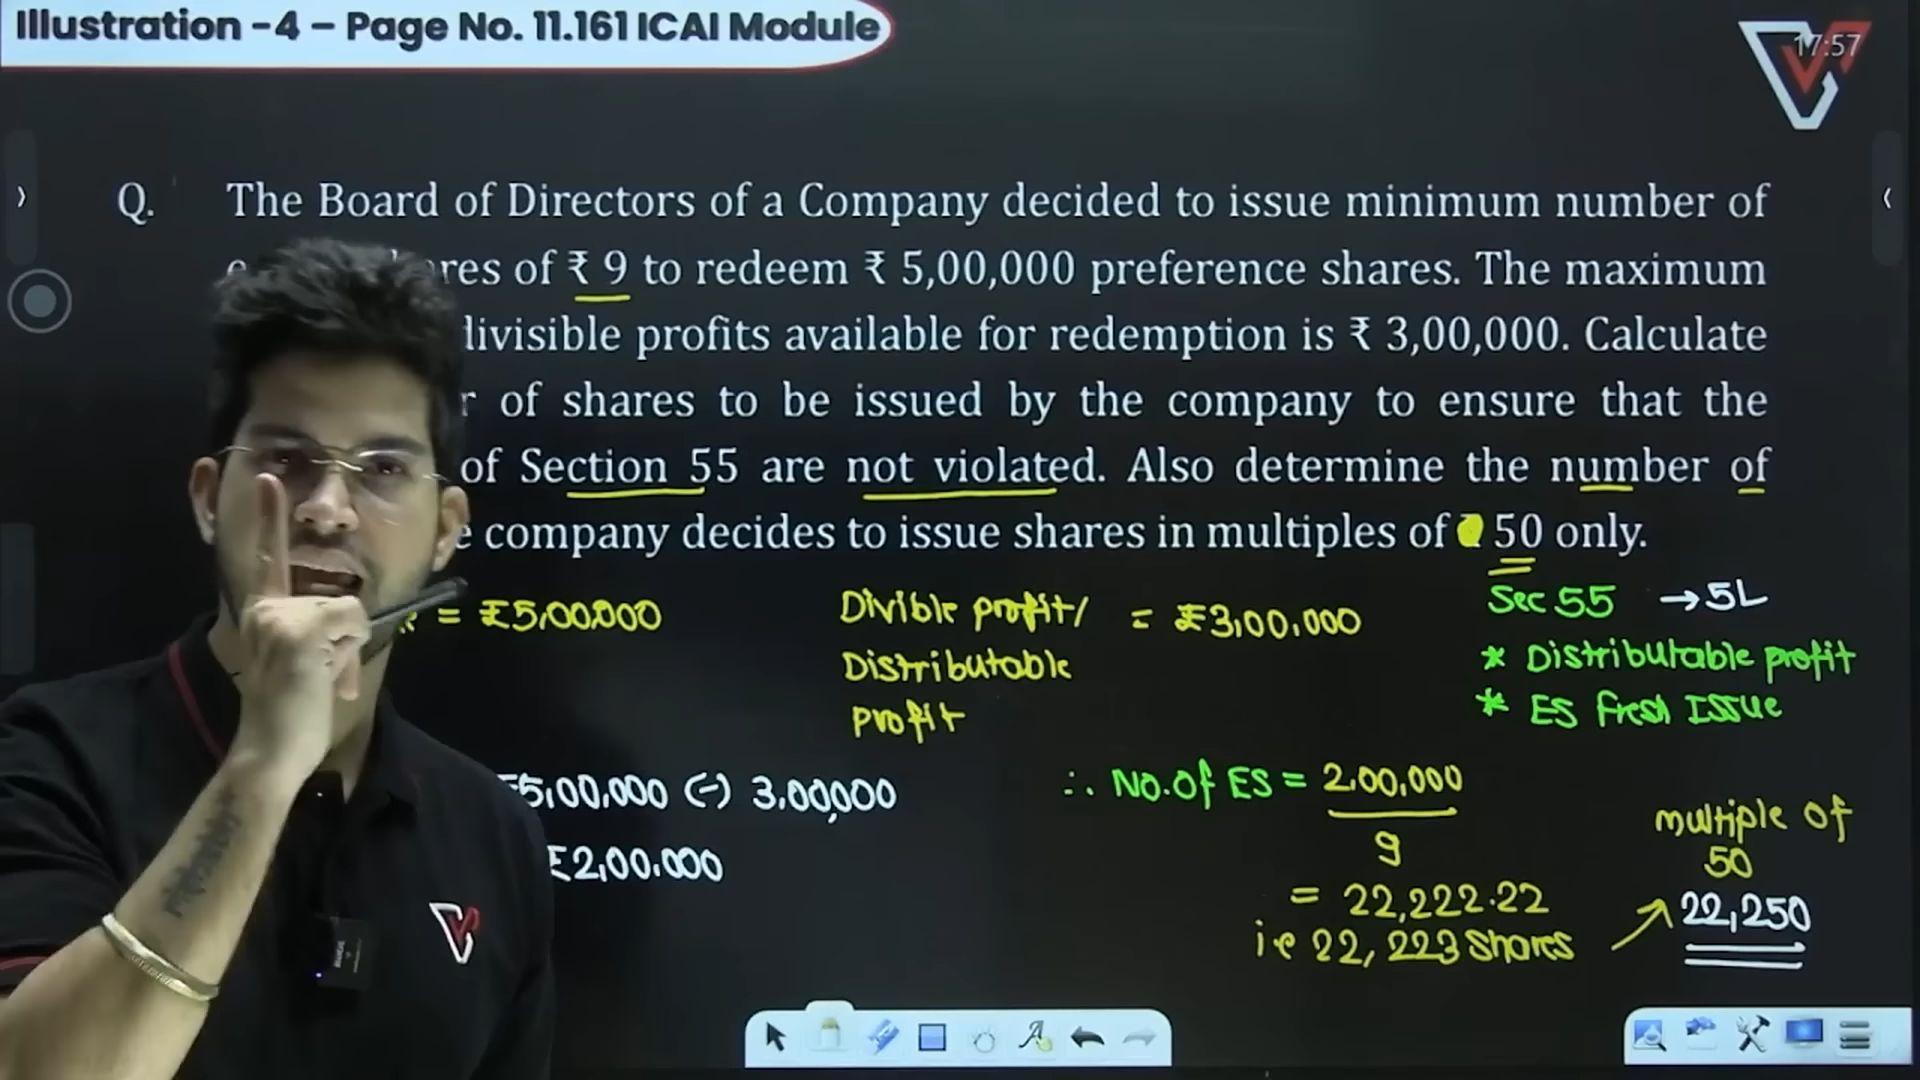 Illustration -4 – Page No. 11.161 ICAI Module
17:57
Q. The Board of Directors of a Company decided to issue minimum number of
of ₹ 9 to redeem ₹ 5,00,000 preference shares. The maximum
divisible profits available for redemption is ₹ 3,00,000. Calculate
of shares to be issued by the company to ensure that the
of Section 55 are not violated. Also determine the number of
company decides to issue shares in multiples of 50 only.
= ₹5,00,000
Divible profit/ = ₹3,00,000
Distributable
profit
Sec 55 → 5L
* Distributable profit
* ES Fresh Issue
₹5,00,000 (-) 3,00,000
₹2,00,000
∴ No. Of ES = 2,00,000
9
= 22,222.22
i.e 22,223 Shares
multiple of
50
22,250